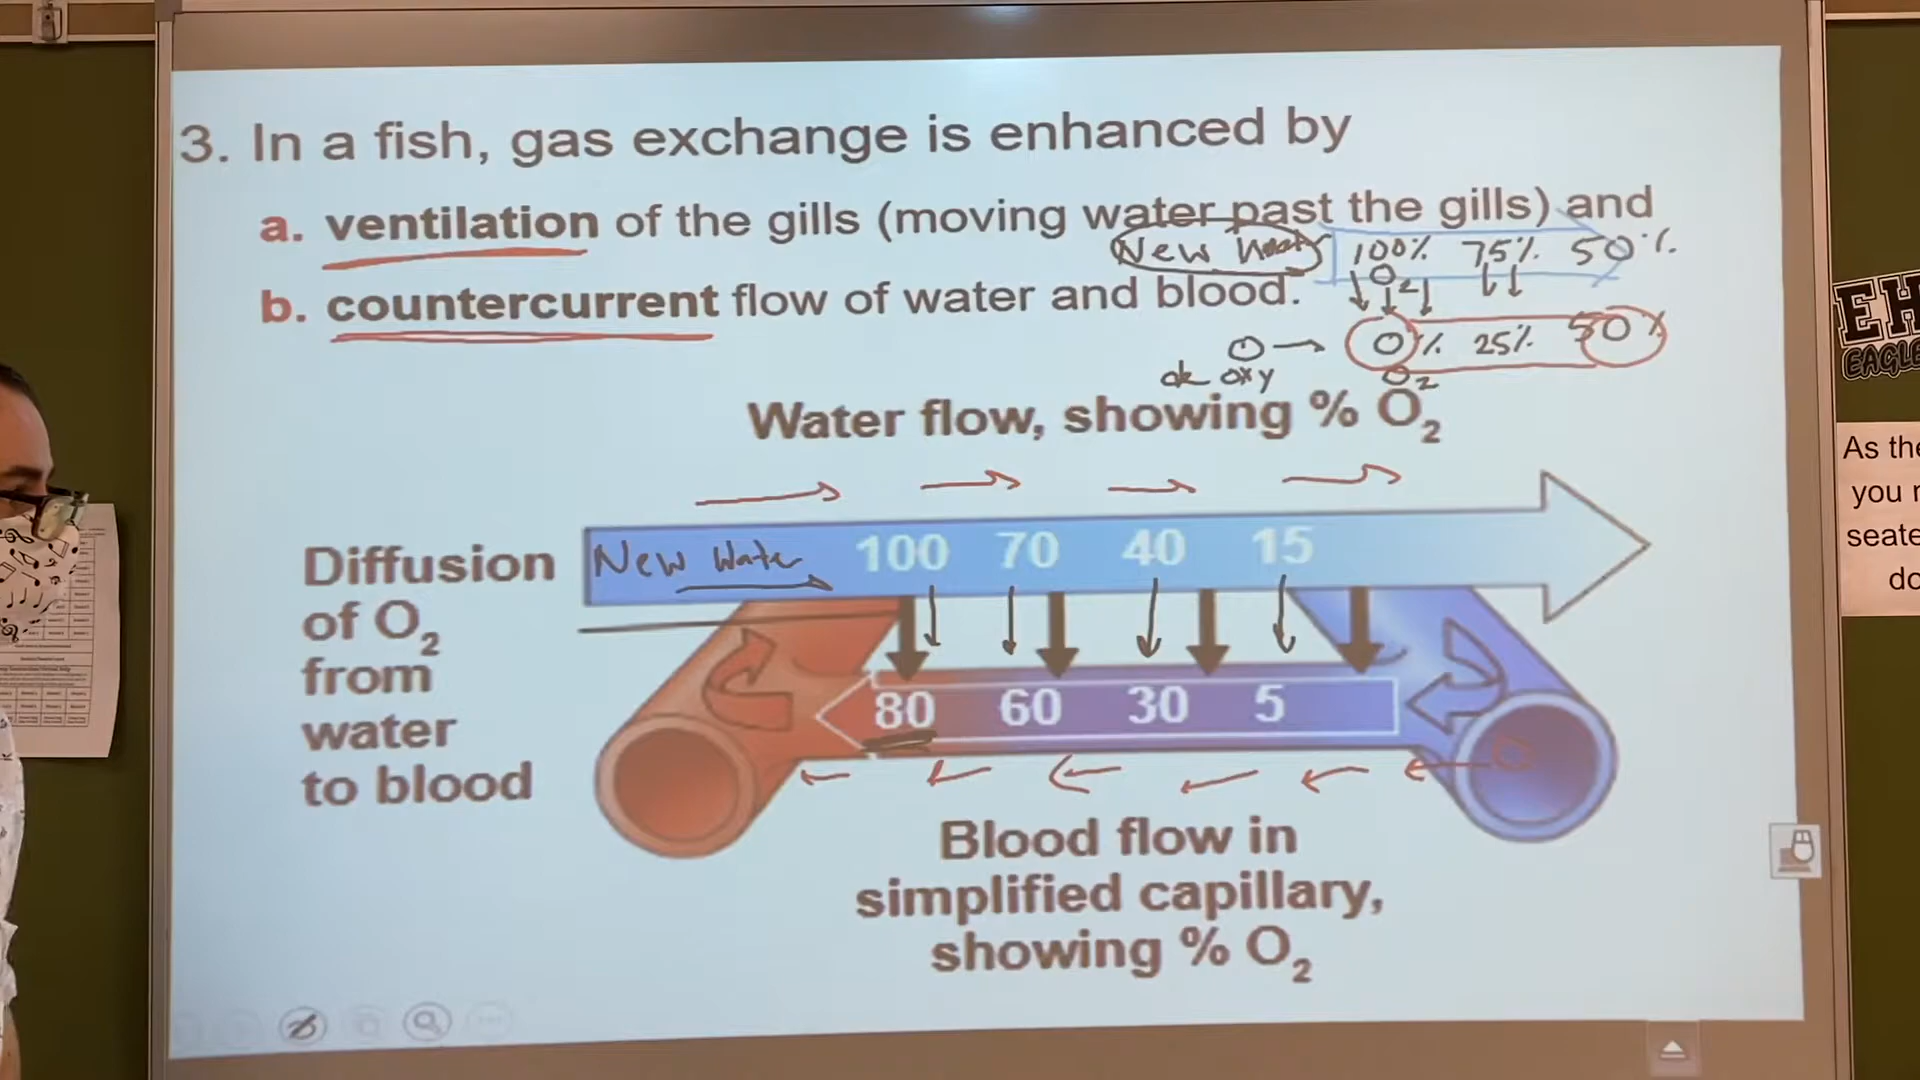 3. In a fish, gas exchange is enhanced by
a. ventilation of the gills (moving water past the gills) and
New 100% 75% 50%
O2
b. countercurrent flow of water and blood.
0% 25% 50%
de oxy O2
Water flow, showing % O2
New Water 100 70 40 15
Diffusion
of O2
from
water
to blood
80 60 30 5
Blood flow in
simplified capillary,
showing % O2
EH
EAGLE
As the
you
seate
do